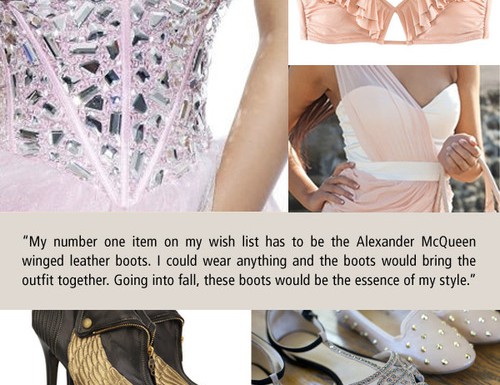 “My number one item on my wish list has to be the Alexander McQueen
winged leather boots. I could wear anything and the boots would bring the
outfit together. Going into fall, these boots would be the essence of my style.”